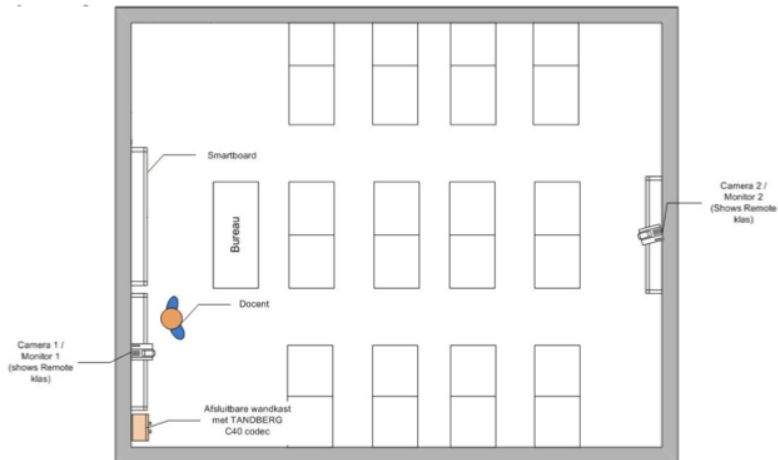 Smartboard
Bureau
Docent
Camera 1 /
Monitor 1
(shows Remote
klas)
Afsluitbare wandkast
met TANDBERG
C40 codec
Camera 2 /
Monitor 2
(Shows Remote
klas)